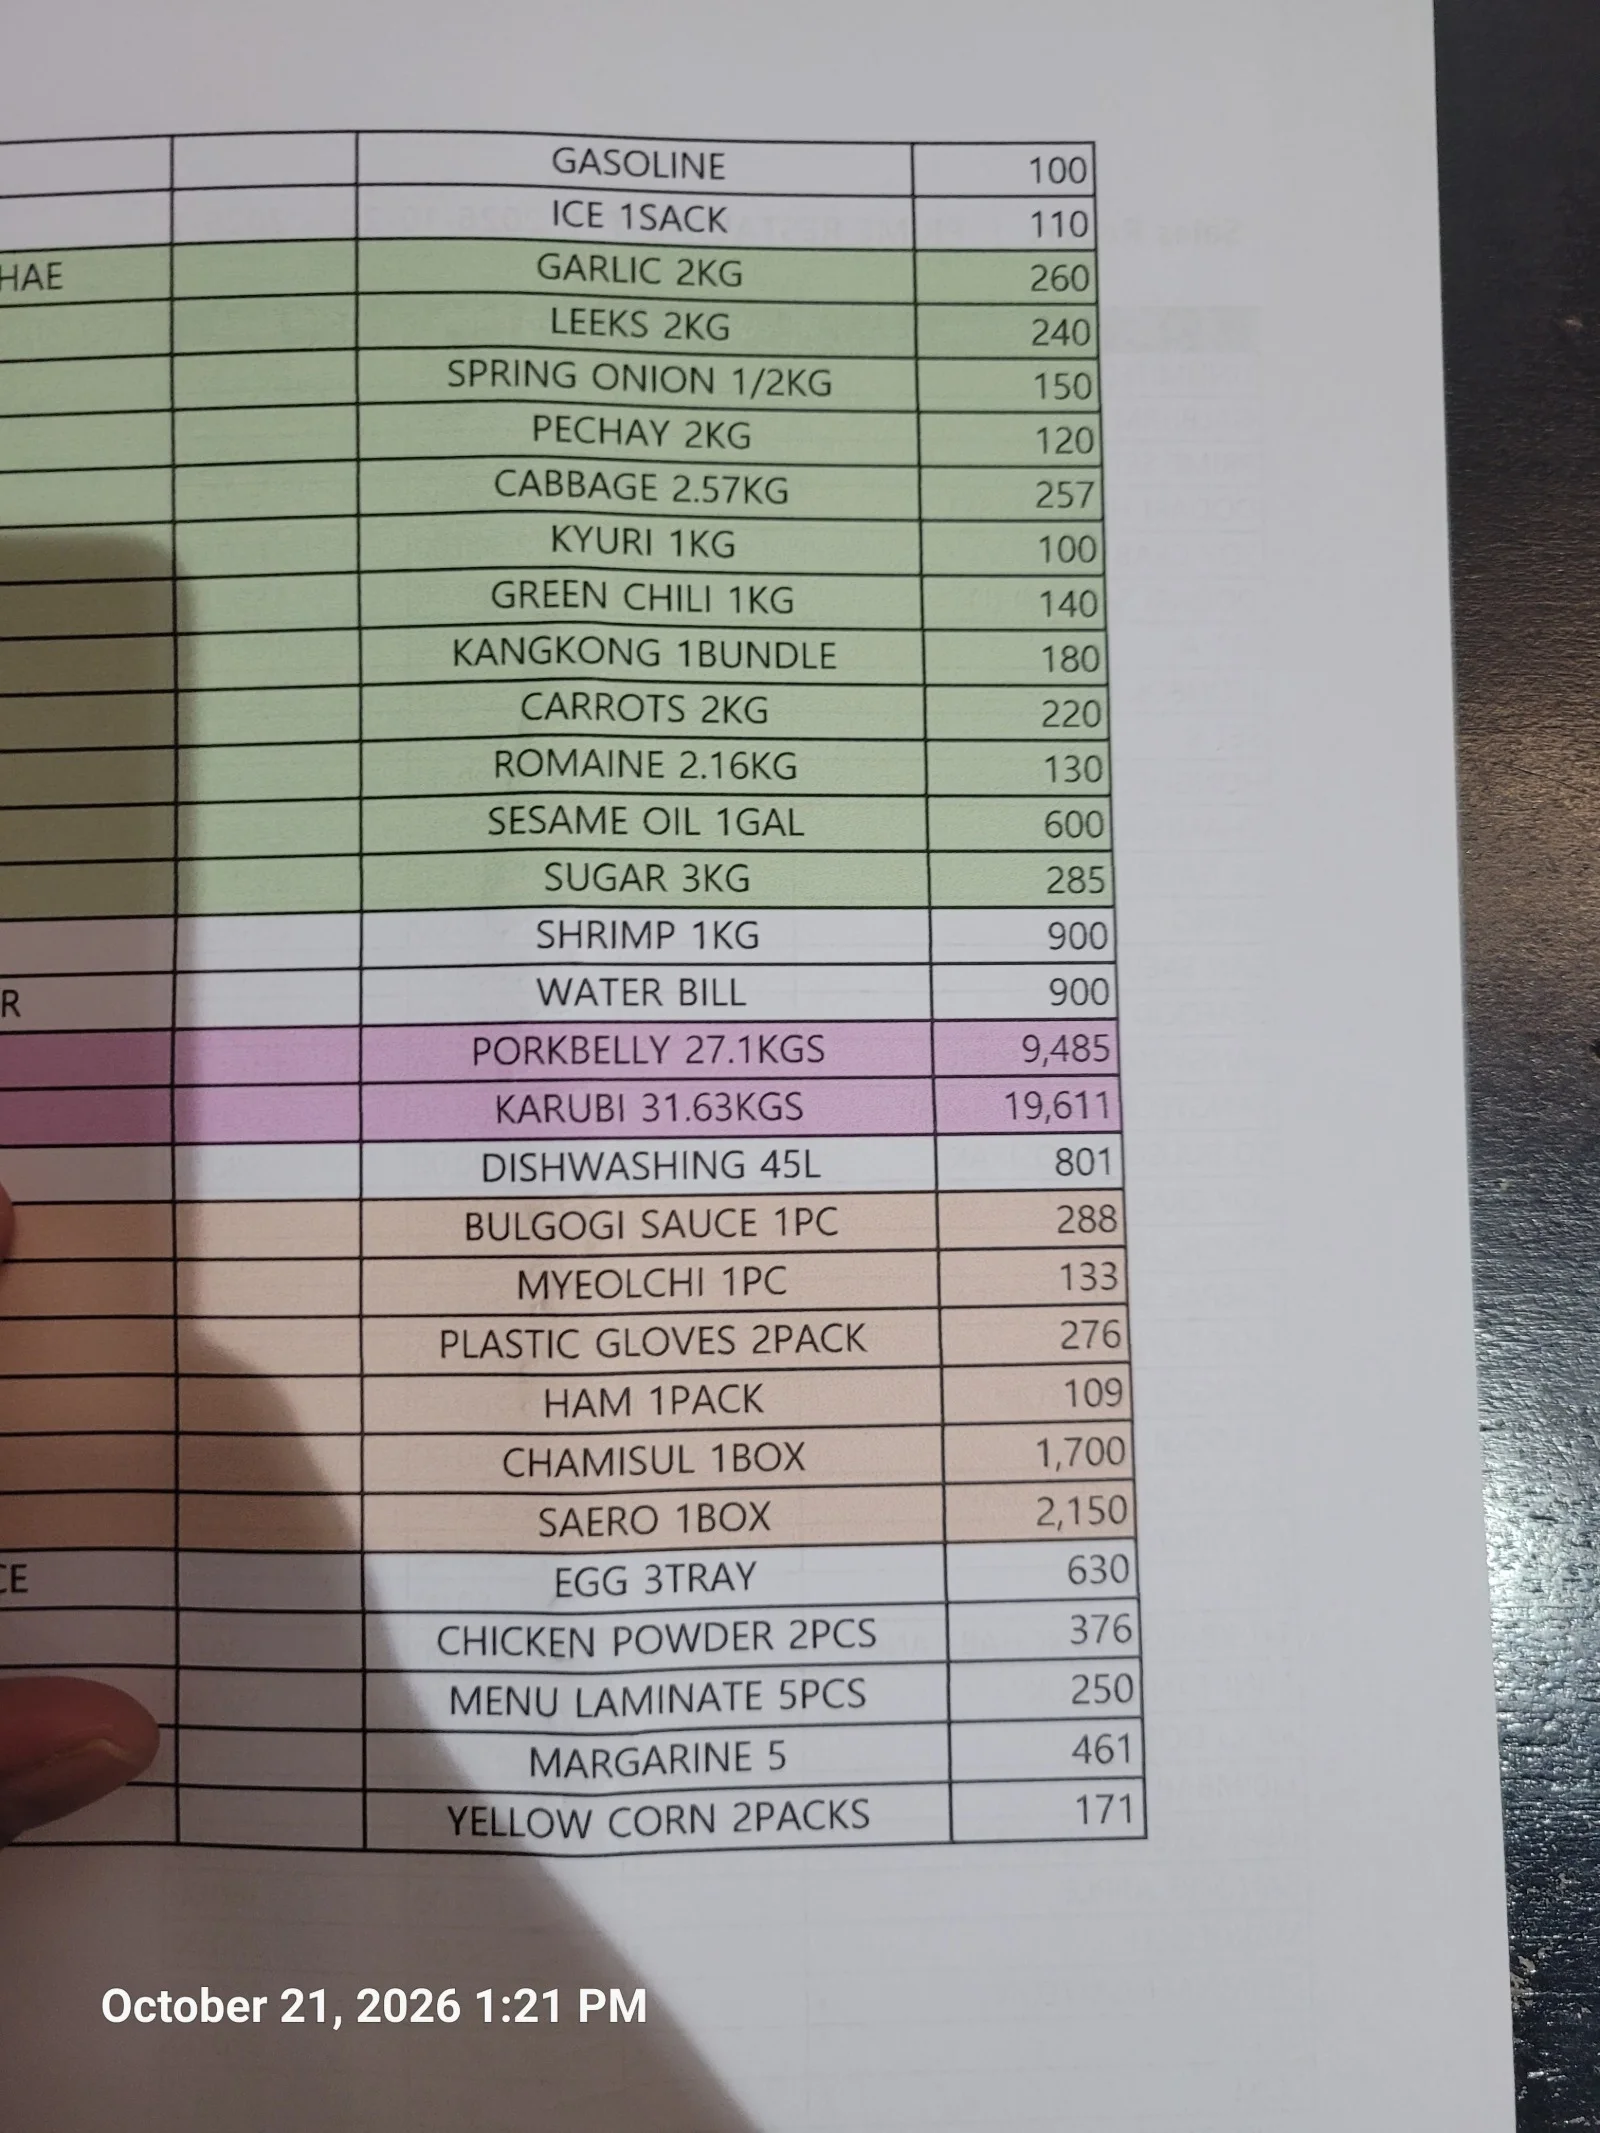 GASOLINE 100
ICE 1SACK 110
HAE GARLIC 2KG 260
LEEKS 2KG 240
SPRING ONION 1/2KG 150
PECHAY 2KG 120
CABBAGE 2.57KG 257
KYURI 1KG 100
GREEN CHILI 1KG 140
KANGKONG 1BUNDLE 180
CARROTS 2KG 220
ROMAINE 2.16KG 130
SESAME OIL 1GAL 600
SUGAR 3KG 285
SHRIMP 1KG 900
R WATER BILL 900
PORKBELLY 27.1KGS 9,485
KARUBI 31.63KGS 19,611
DISHWASHING 45L 801
BULGOGI SAUCE 1PC 288
MYEOLCHI 1PC 133
PLASTIC GLOVES 2PACK 276
HAM 1PACK 109
CHAMISUL 1BOX 1,700
SAERO 1BOX 2,150
CE EGG 3TRAY 630
CHICKEN POWDER 2PCS 376
MENU LAMINATE 5PCS 250
MARGARINE 5 461
YELLOW CORN 2PACKS 171
October 21, 2026 1:21 PM